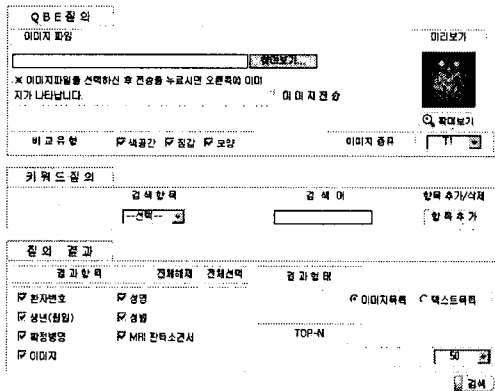 QBE질의
이미지 파일 미리보기
찾아보기...
※ 이미지파일을 선택하신 후 전송을 누르시면 오른쪽에 이미
지가 나타납니다. 이미지전송
확대보기
비교유형 색공간 질감 모양 이미지 종류 T1
키워드질의
검색항목 검색어 항목 추가/삭제
--선택-- 항목추가
질의 결과
결과항목 전체해제 전체선택 결과형태
환자번호 성명 이미지목록 텍스트목록
생년(월일) 성별
확정병명 MRI 판독소견서 TOP-N
이미지 50
검색